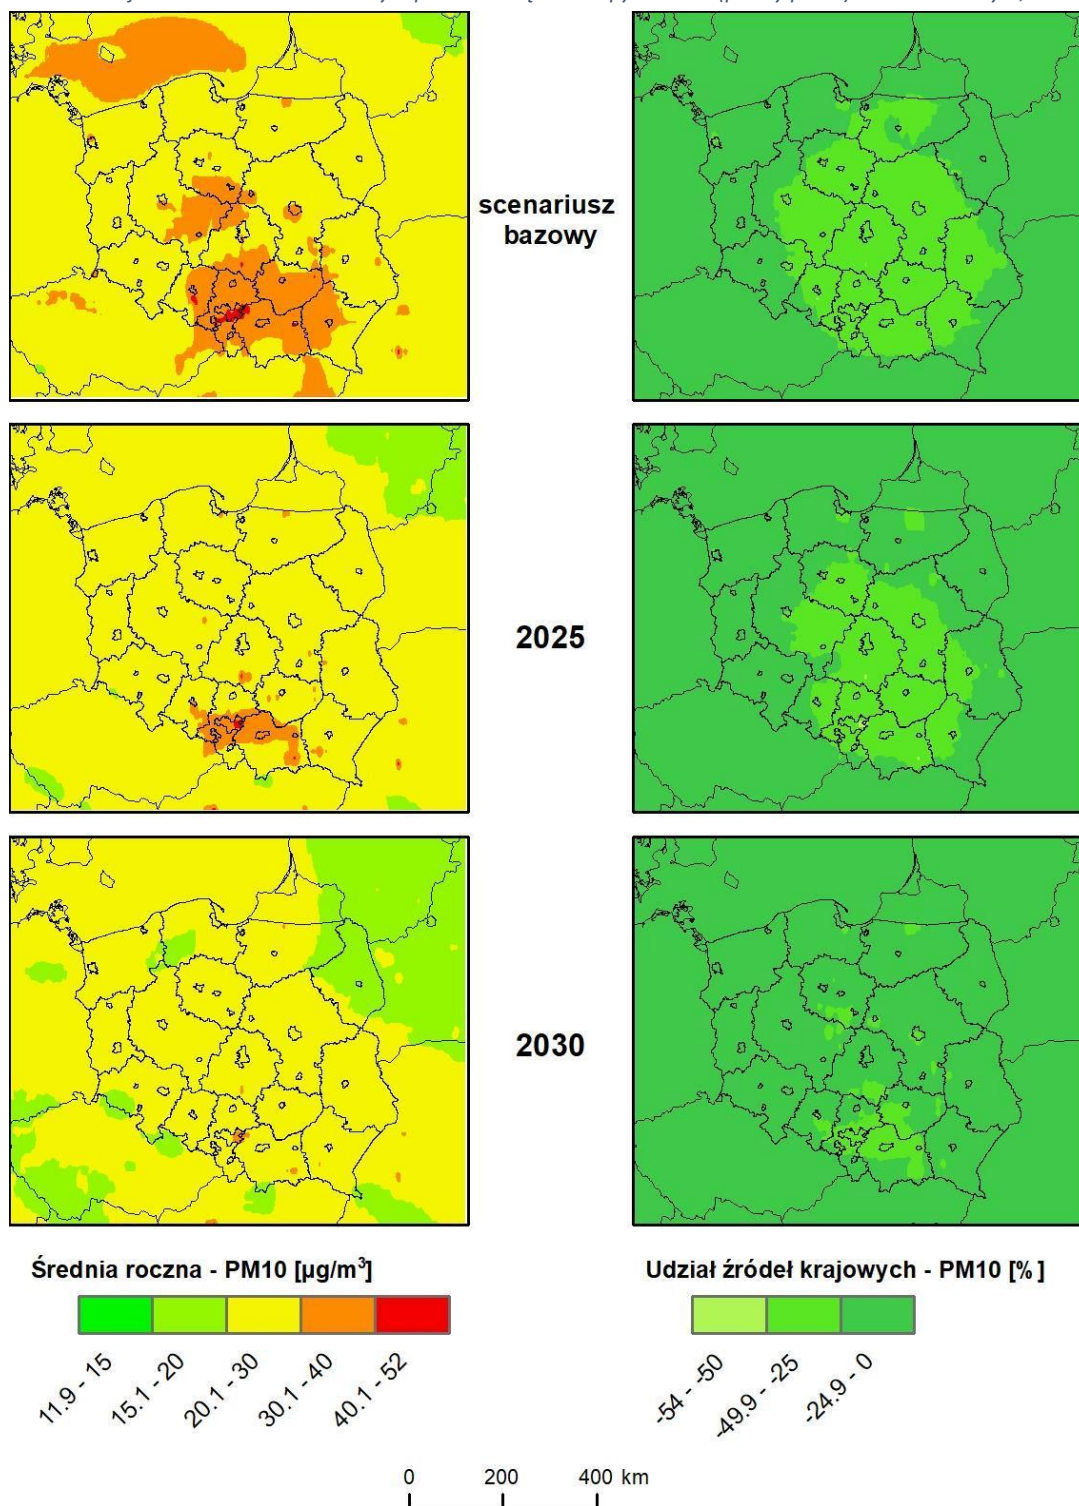 scenariusz
bazowy
2025
2030
Średnia roczna - PM10 [µg/m³]
11.9 - 15
15.1 - 20
20.1 - 30
30.1 - 40
40.1 - 52
Udział źródeł krajowych - PM10 [%]
-54 - -50
-49.9 - -25
-24.9 - 0
0 200 400 km